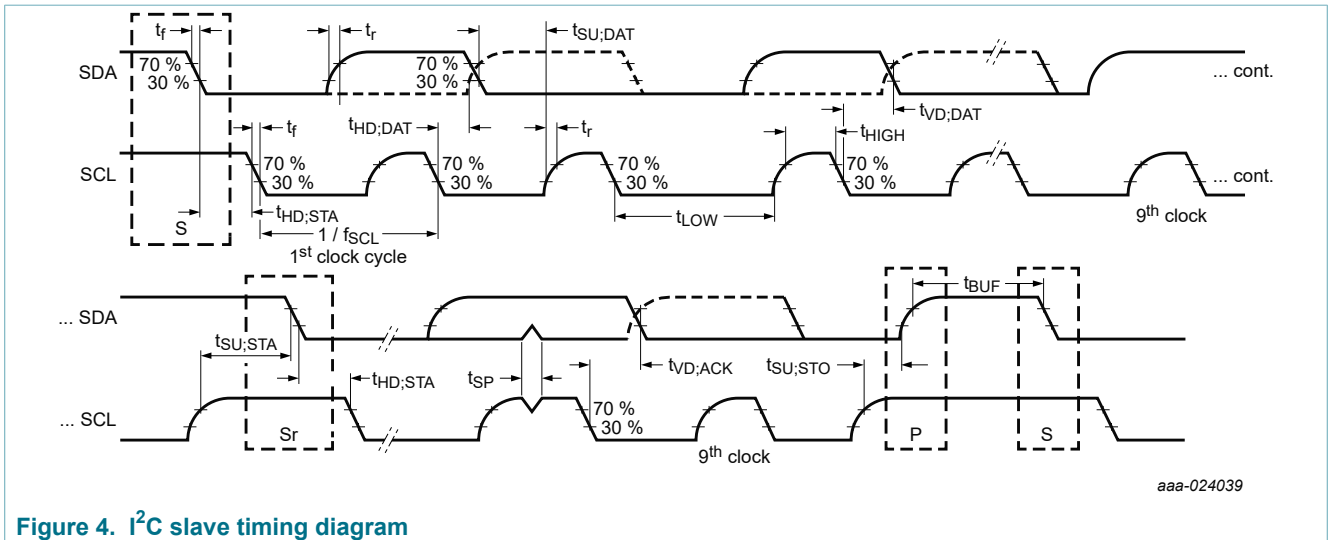 tf
tr
tSU;DAT
70 %
30 %
SDA
70 %
30 %
... cont.
tf
tHD;DAT
tr
tHIGH
tVD;DAT
SCL
70 %
30 %
70 %
30 %
70 %
30 %
70 %
30 %
... cont.
S
tHD;STA
1 / fSCL
1st clock cycle
tLOW
9th clock
tBUF
... SDA
tSU;STA
tHD;STA
tSP
tVD;ACK
tSU;STO
... SCL
Sr
70 %
30 %
9th clock
P
S
aaa-024039
Figure 4. I2C slave timing diagram